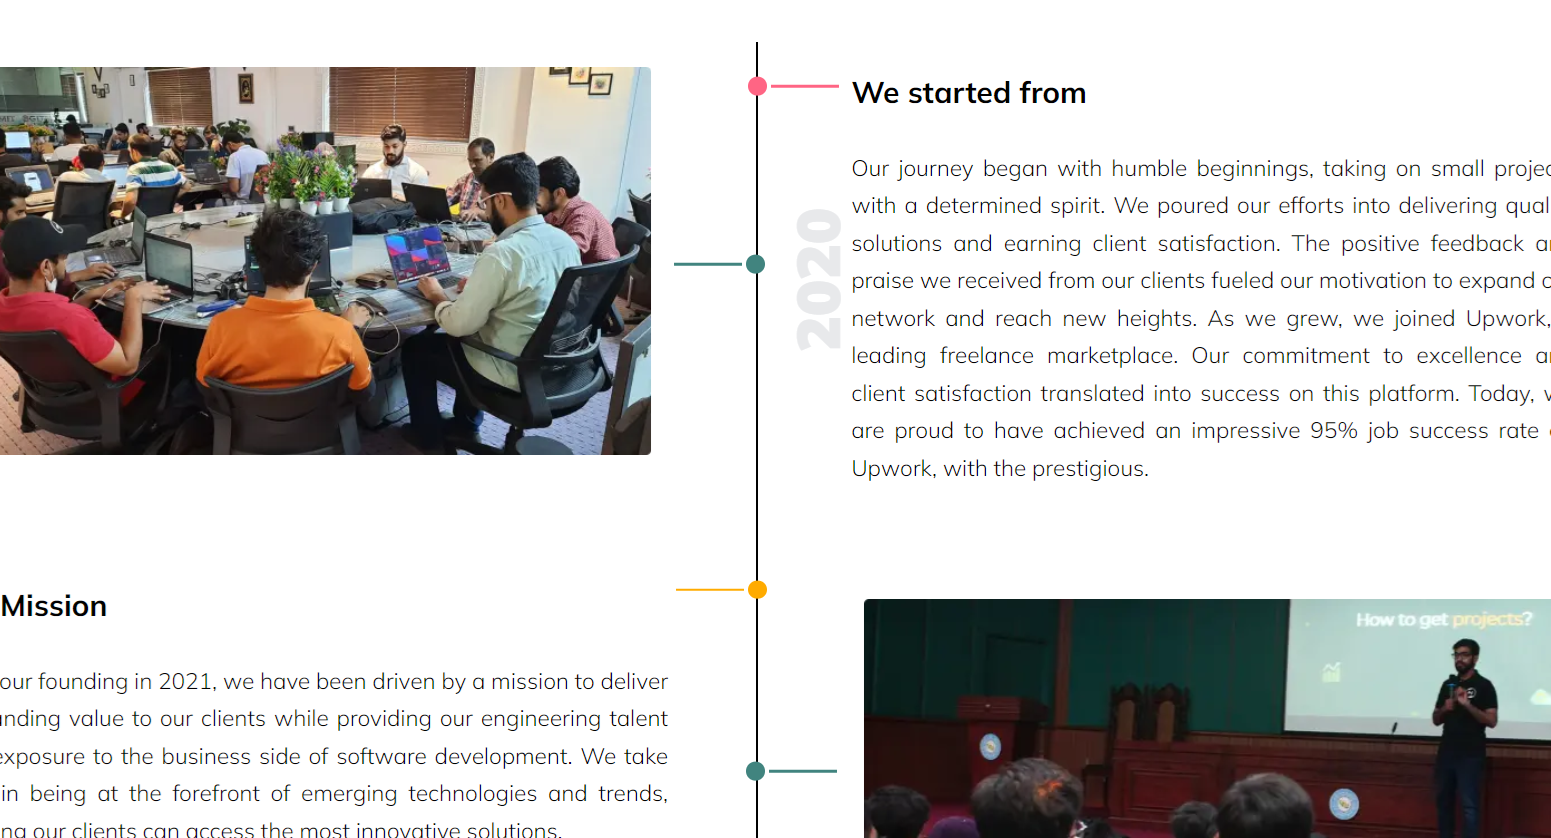 We started from
Our journey began with humble beginnings, taking on small
with a determined spirit. We poured our efforts into delivering
solutions and earning client satisfaction. The positive feedback
praise we received from our clients fueled our motivation to expand
network and reach new heights. As we grew, we joined Upwork,
leading freelance marketplace. Our commitment to excellence
client satisfaction translated into success on this platform. Today,
are proud to have achieved an impressive 95% job success rate
Upwork, with the prestigious.
2020
Mission
our founding in 2021, we have been driven by a mission to deliver
value to our clients while providing our engineering talent
exposure to the business side of software development. We take
in being at the forefront of emerging technologies and trends,
our clients can access the most innovative solutions.
How to get projects?